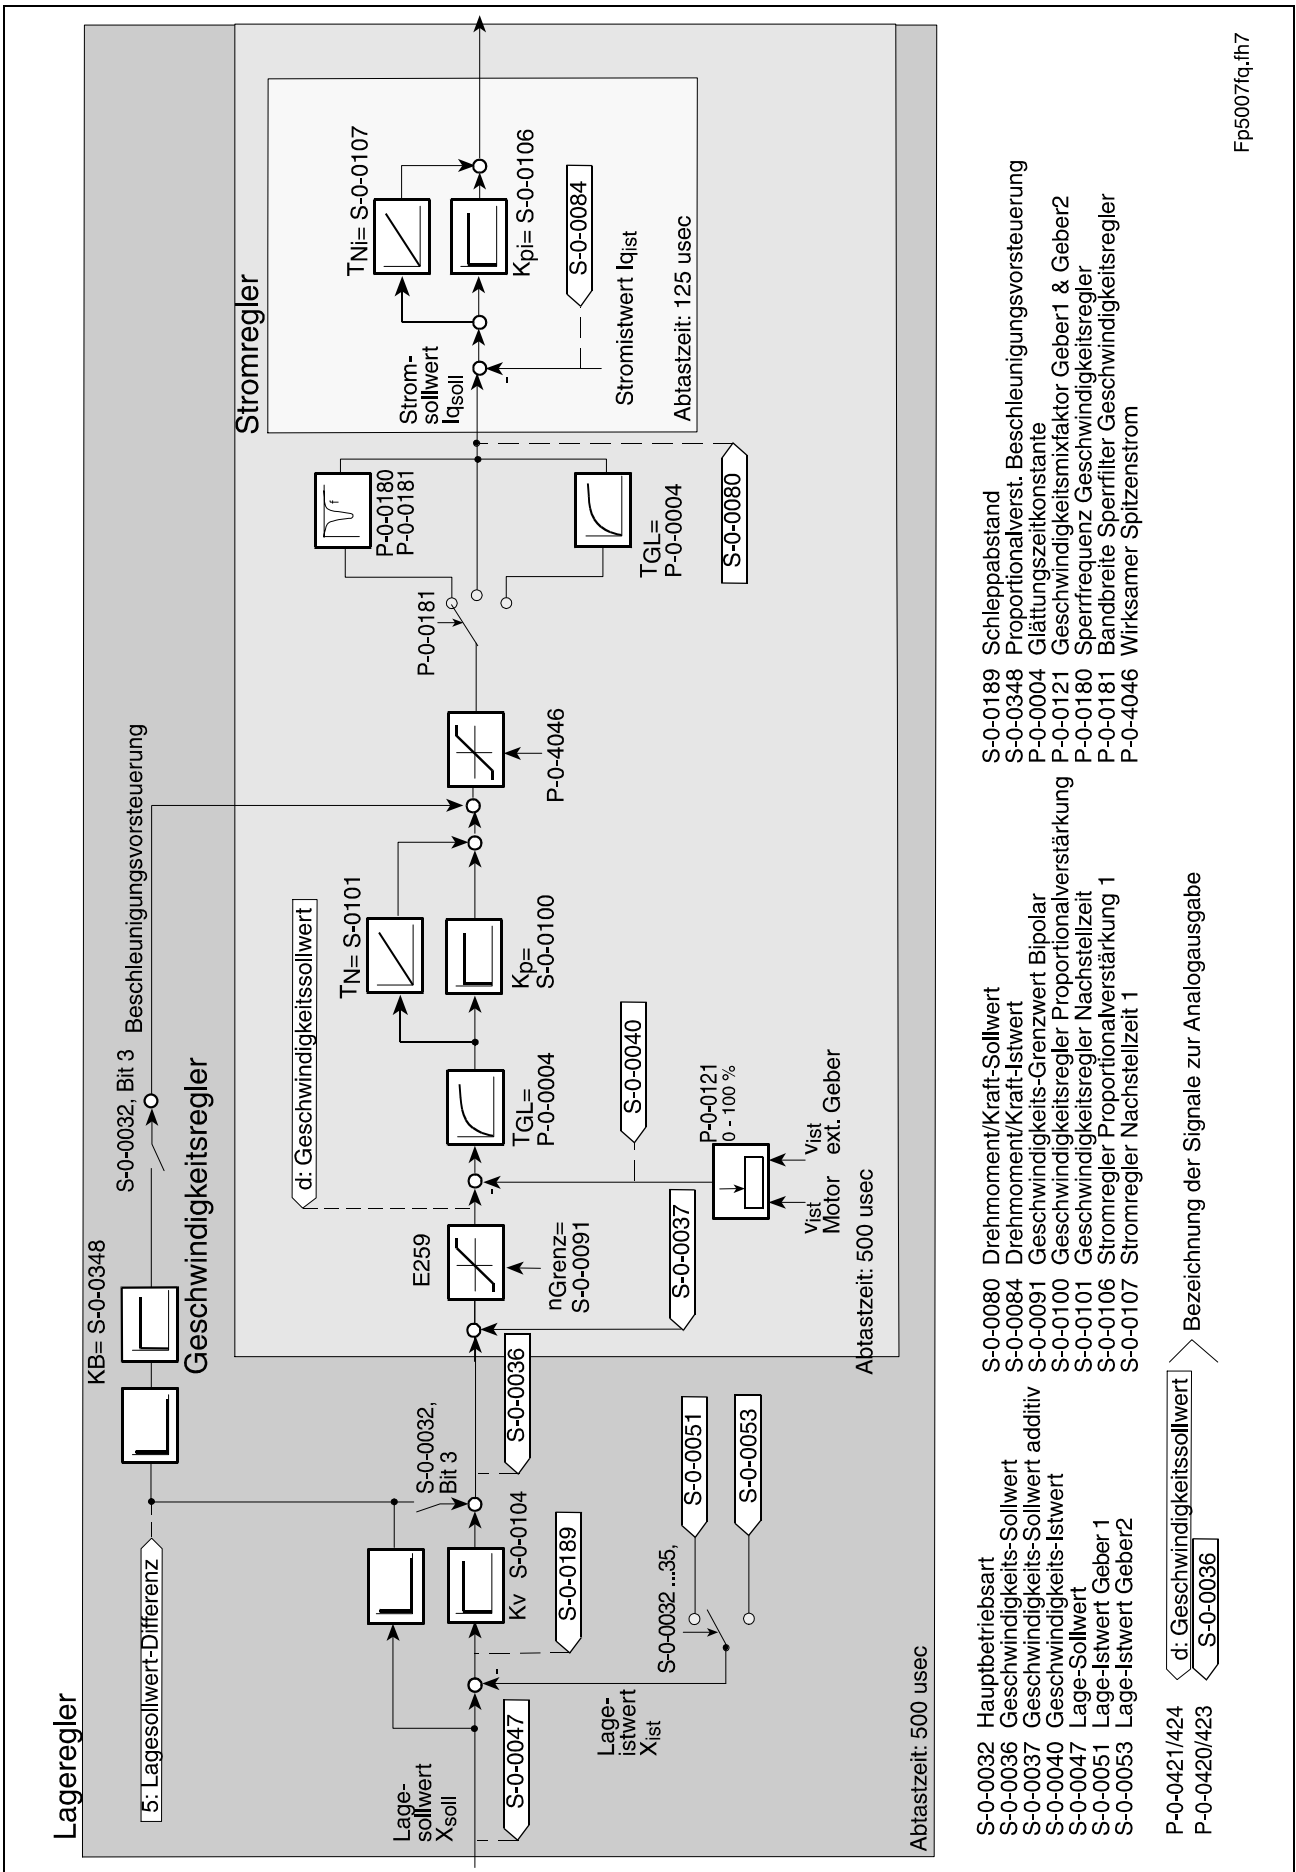 Lageregler
5: Lagesollwert-Differenz
KB= S-0-0348
S-0-0032, Bit 3
Beschleunigungsvorsteuerung
Geschwindigkeitsregler
Stromregler
Lage-
sollwert
Xsoll
S-0-0047
Kv S-0-0104
S-0-0189
S-0-0032,
Bit 3
S-0-0036
Lage-
istwert
Xist
S-0-0032 ...35,
S-0-0051
S-0-0053
Abtastzeit: 500 usec
E259
nGrenz=
S-0-0091
S-0-0037
d: Geschwindigkeitssollwert
-
TGL=
P-0-0004
S-0-0040
P-0-0121
0 - 100 %
Vist
Motor
Vist
ext. Geber
TN= S-0-0101
Kp=
S-0-0100
P-0-4046
P-0-0181
P-0-0180
P-0-0181
f
TGL=
P-0-0004
S-0-0080
Abtastzeit: 500 usec
Strom-
sollwert
Iqsoll
-
TNi= S-0-0107
Kpi= S-0-0106
S-0-0084
Stromistwert Iqist
Abtastzeit: 125 usec
-
S-0-0032 Hauptbetriebsart
S-0-0036 Geschwindigkeits-Sollwert
S-0-0037 Geschwindigkeits-Sollwert additiv
S-0-0040 Geschwindigkeits-Istwert
S-0-0047 Lage-Sollwert
S-0-0051 Lage-Istwert Geber 1
S-0-0053 Lage-Istwert Geber2
S-0-0080 Drehmoment/Kraft-Sollwert
S-0-0084 Drehmoment/Kraft-Istwert
S-0-0091 Geschwindigkeits-Grenzwert Bipolar
S-0-0100 Geschwindigkeitsregler Proportionalverstärkung
S-0-0101 Geschwindigkeitsregler Nachstellzeit
S-0-0106 Stromregler Proportionalverstärkung 1
S-0-0107 Stromregler Nachstellzeit 1
S-0-0189 Schleppabstand
S-0-0348 Proportionalverst. Beschleunigungsvorsteuerung
P-0-0004 Glättungszeitkonstante
P-0-0121 Geschwindigkeitsmixfaktor Geber1 & Geber2
P-0-0180 Sperrfrequenz Geschwindigkeitsregler
P-0-0181 Bandbreite Sperrfilter Geschwindigkeitsregler
P-0-4046 Wirksamer Spitzenstrom
P-0-0421/424 d: Geschwindigkeitssollwert
P-0-0420/423 S-0-0036
Bezeichnung der Signale zur Analogausgabe
Fp5007fq.fh7